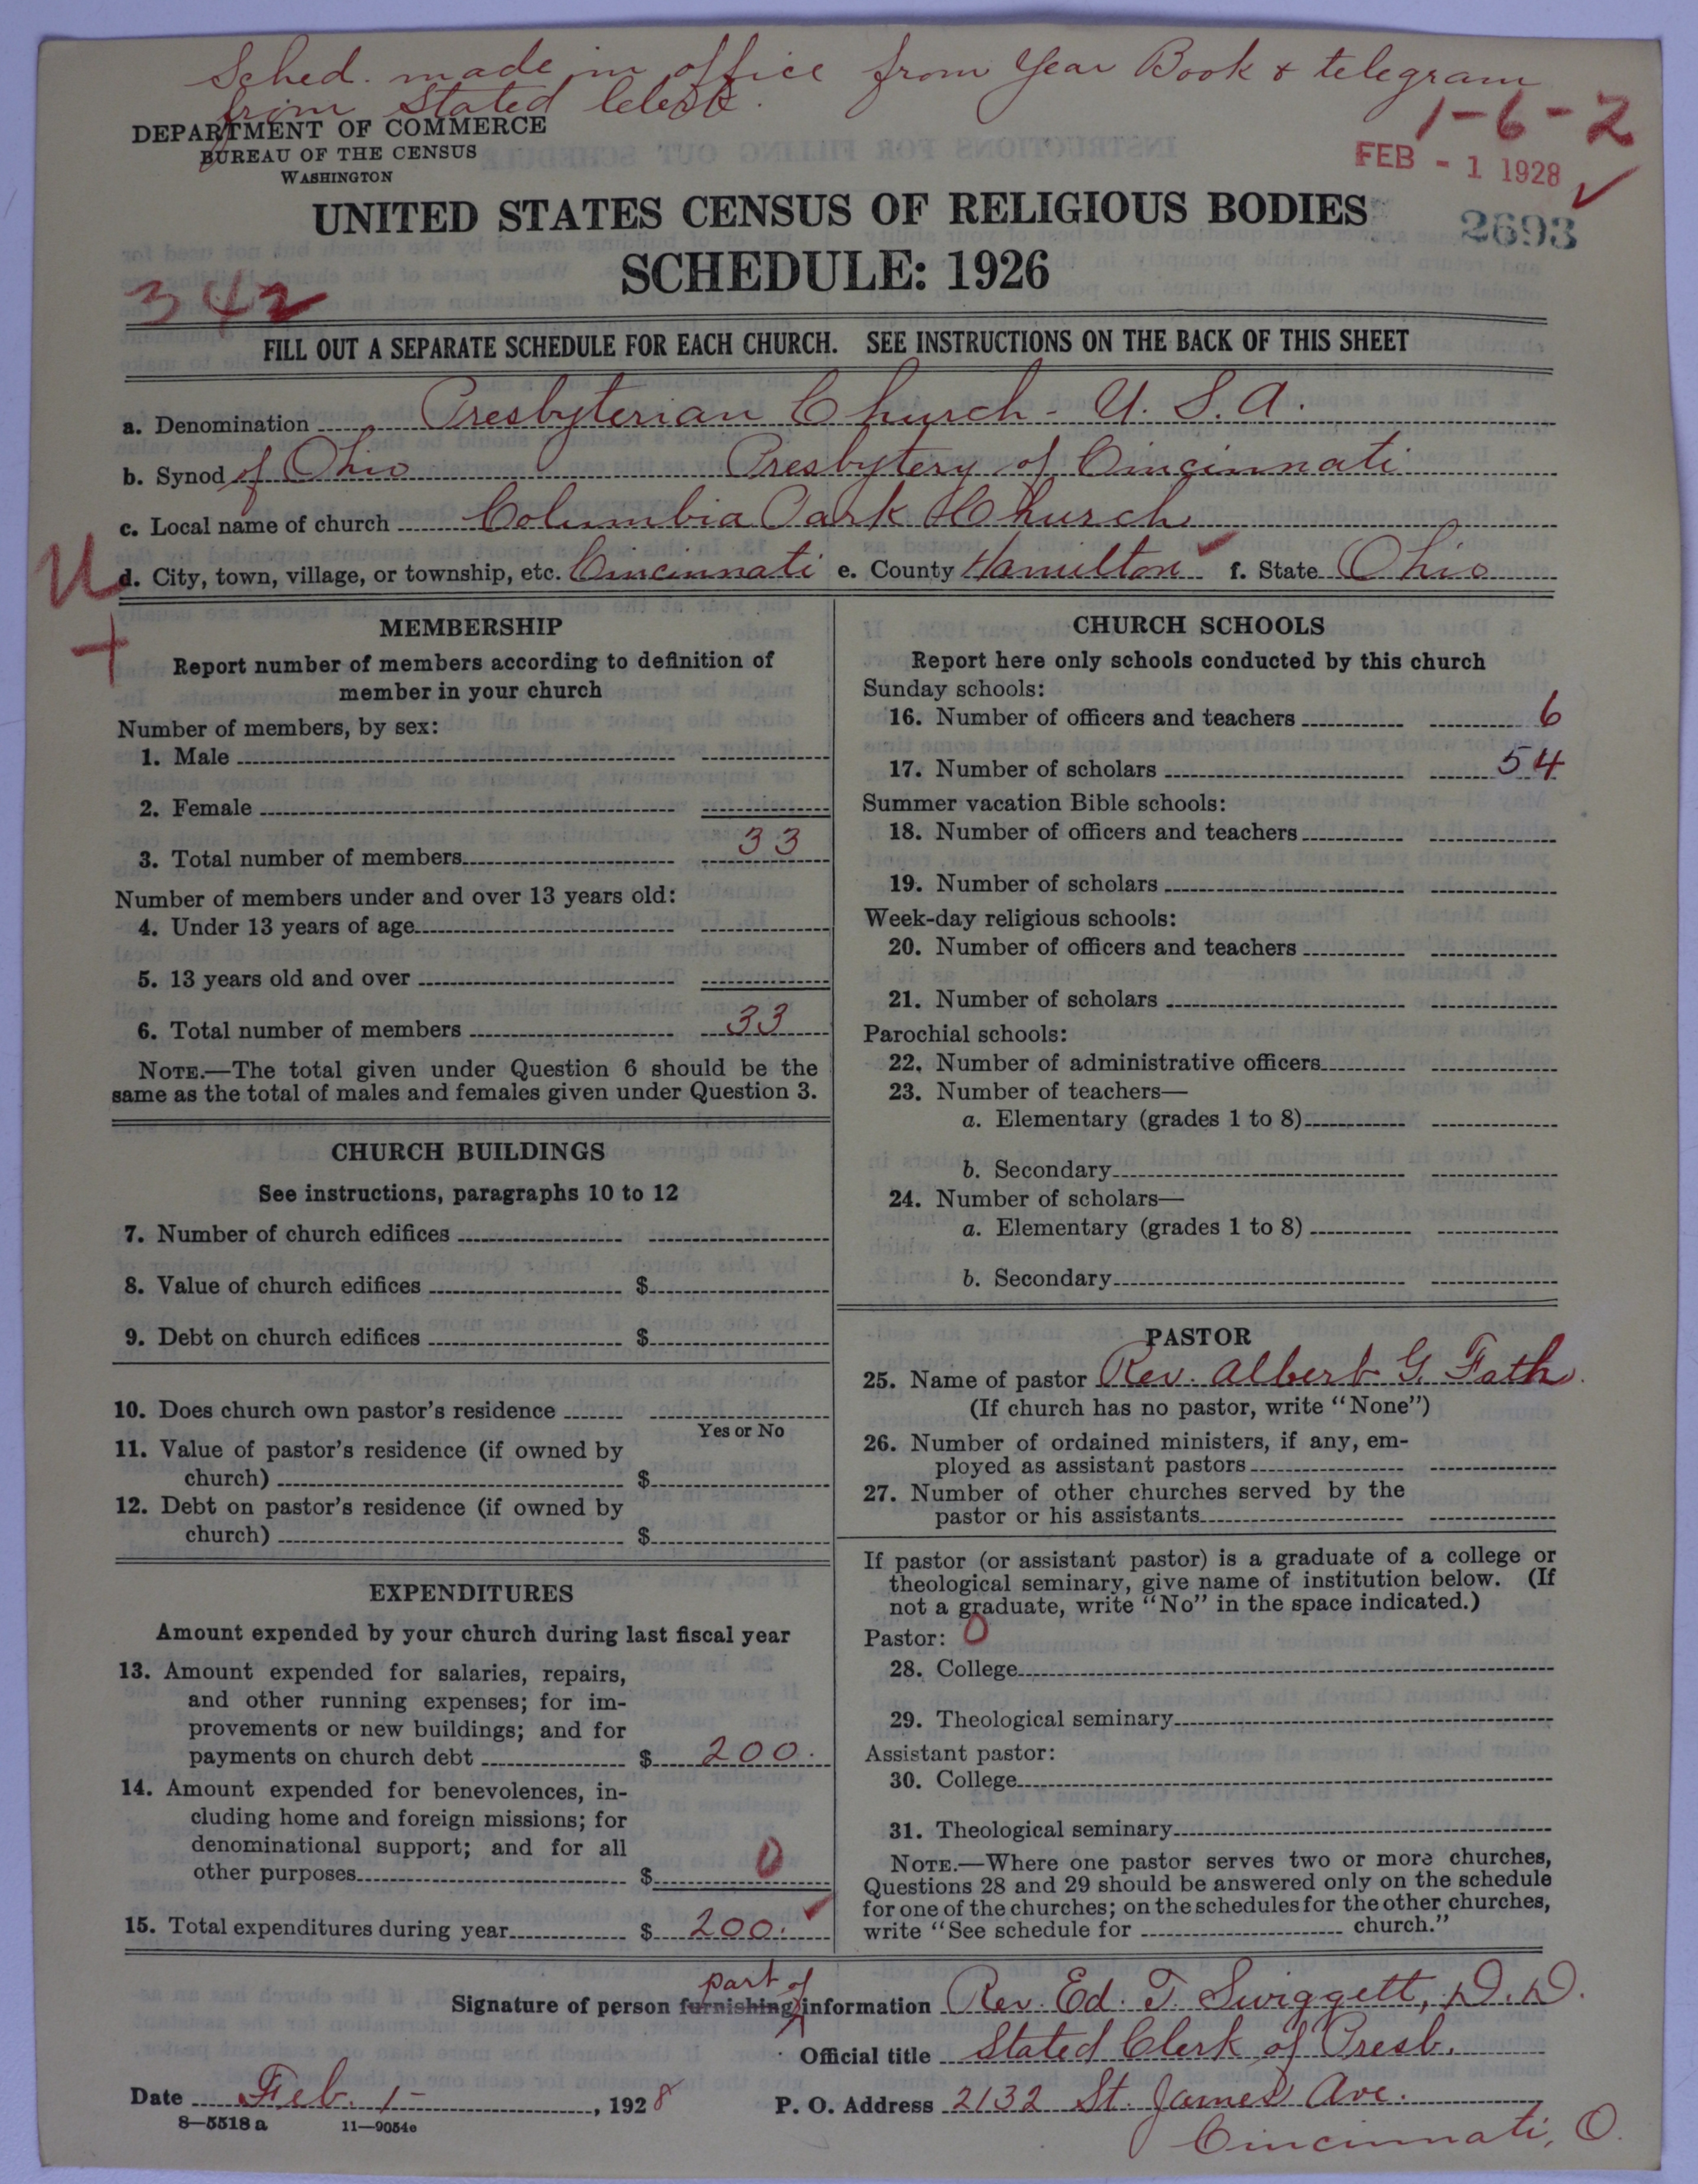 Sched. made in office from Year Book & telegram
from Stated Clerk.
DEPARTMENT OF COMMERCE
BUREAU OF THE CENSUS
WASHINGTON
1-6-2
FEB - 1 1928
UNITED STATES CENSUS OF RELIGIOUS BODIES
2693
SCHEDULE: 1926
342
FILL OUT A SEPARATE SCHEDULE FOR EACH CHURCH. SEE INSTRUCTIONS ON THE BACK OF THIS SHEET
a. Denomination Presbyterian Church - U. S. A.
b. Synod of Ohio Presbytery of Cincinnati
c. Local name of church Columbia Park Church
U
d. City, town, village, or township, etc. Cincinnati e. County Hamilton f. State Ohio
MEMBERSHIP
Report number of members according to definition of
member in your church
Number of members, by sex:
1. Male
2. Female
3. Total number of members 33
Number of members under and over 13 years old:
4. Under 13 years of age
5. 13 years old and over
6. Total number of members 33
NOTE.—The total given under Question 6 should be the
same as the total of males and females given under Question 3.
CHURCH BUILDINGS
See instructions, paragraphs 10 to 12
7. Number of church edifices
8. Value of church edifices $
9. Debt on church edifices $
10. Does church own pastor's residence
Yes or No
11. Value of pastor's residence (if owned by
church) $
12. Debt on pastor's residence (if owned by
church) $
EXPENDITURES
Amount expended by your church during last fiscal year
13. Amount expended for salaries, repairs,
and other running expenses; for im-
provements or new buildings; and for
payments on church debt $ 200.
14. Amount expended for benevolences, in-
cluding home and foreign missions; for
denominational support; and for all
other purposes $ 0
15. Total expenditures during year $ 200.
CHURCH SCHOOLS
Report here only schools conducted by this church
Sunday schools:
16. Number of officers and teachers 6
17. Number of scholars 54
Summer vacation Bible schools:
18. Number of officers and teachers
19. Number of scholars
Week-day religious schools:
20. Number of officers and teachers
21. Number of scholars
Parochial schools:
22. Number of administrative officers
23. Number of teachers—
a. Elementary (grades 1 to 8)
b. Secondary
24. Number of scholars—
a. Elementary (grades 1 to 8)
b. Secondary
PASTOR
25. Name of pastor Rev. Albert G. Fath
(If church has no pastor, write "None")
26. Number of ordained ministers, if any, em-
ployed as assistant pastors
27. Number of other churches served by the
pastor or his assistants
If pastor (or assistant pastor) is a graduate of a college or
theological seminary, give name of institution below. (If
not a graduate, write "No" in the space indicated.)
Pastor: 0
28. College
29. Theological seminary
Assistant pastor:
30. College
31. Theological seminary
NOTE.—Where one pastor serves two or more churches,
Questions 28 and 29 should be answered only on the schedule
for one of the churches; on the schedules for the other churches,
write "See schedule for church."
part of
Signature of person furnishing information Rev. Ed. T. Swiggett, D.D.
Official title Stated Clerk of Presb.
Date Feb. 1-, 1928 P. O. Address 2132 St. James Ave.
8-5518 a 11-9054c
Cincinnati, O.